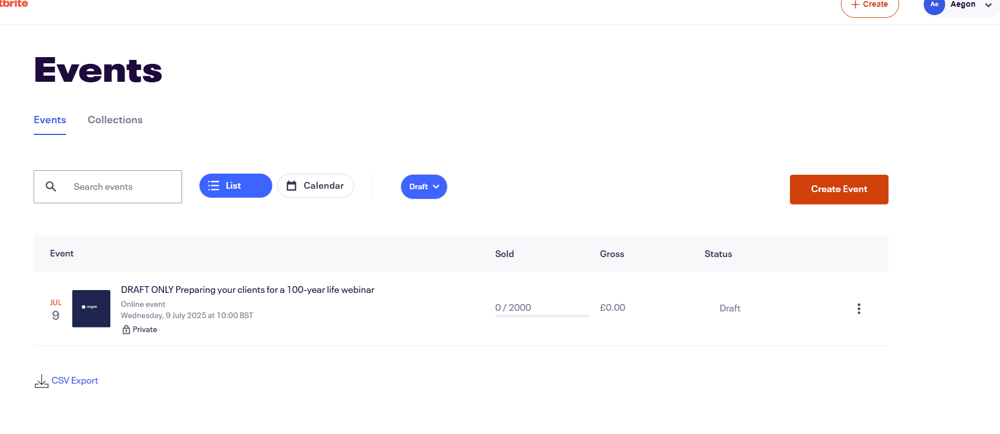 tbrite
Create
Ae Aegon
Events
Events Collections
Search events List Calendar Draft Create Event
Event Sold Gross Status
JUL
9
aegon
DRAFT ONLY Preparing your clients for a 100-year life webinar
Online event
Wednesday, 9 July 2025 at 10:00 BST
Private
0 / 2000 £0.00 Draft
CSV Export